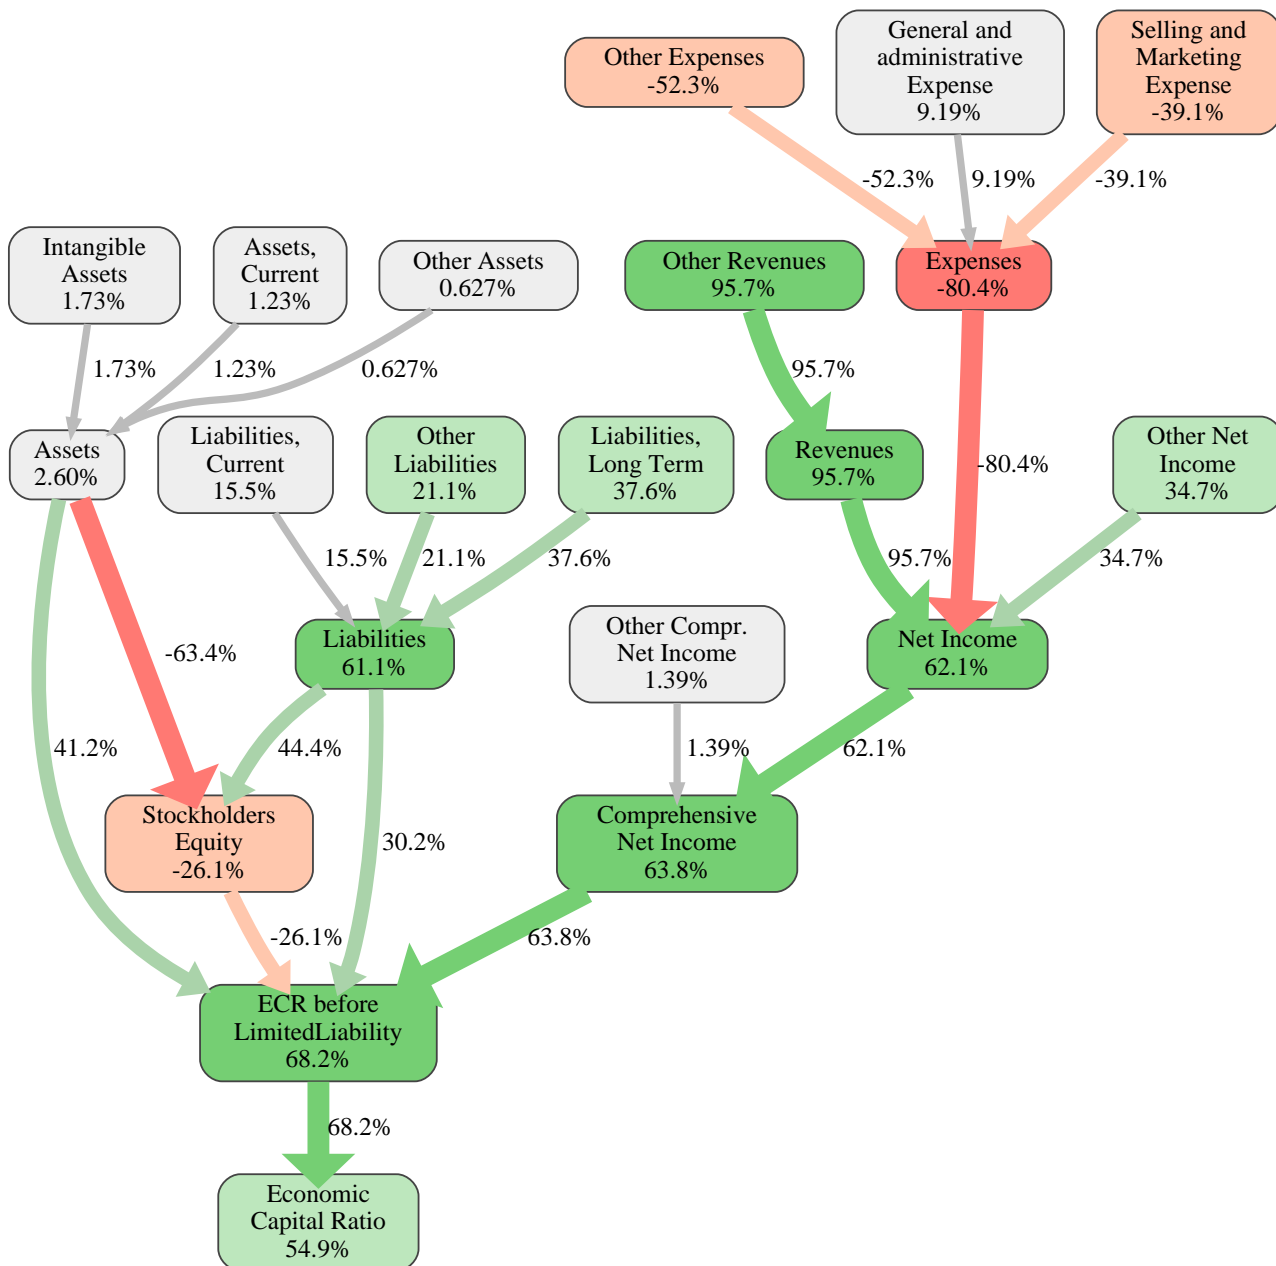 Other Expenses
-52.3%
General and
administrative
Expense
9.19%
Selling and
Marketing
Expense
-39.1%
-52.3%
9.19%
-39.1%
Intangible
Assets
1.73%
Assets,
Current
1.23%
Other Assets
0.627%
Other Revenues
95.7%
Expenses
-80.4%
1.73%
1.23%
0.627%
95.7%
Assets
2.60%
Liabilities,
Current
15.5%
Other
Liabilities
21.1%
Liabilities,
Long Term
37.6%
Revenues
95.7%
-80.4%
Other Net
Income
34.7%
15.5%
21.1%
37.6%
95.7%
34.7%
-63.4%
Liabilities
61.1%
Other Compr.
Net Income
1.39%
Net Income
62.1%
41.2%
44.4%
1.39%
62.1%
Stockholders
Equity
-26.1%
30.2%
Comprehensive
Net Income
63.8%
-26.1%
63.8%
ECR before
LimitedLiability
68.2%
68.2%
Economic
Capital Ratio
54.9%